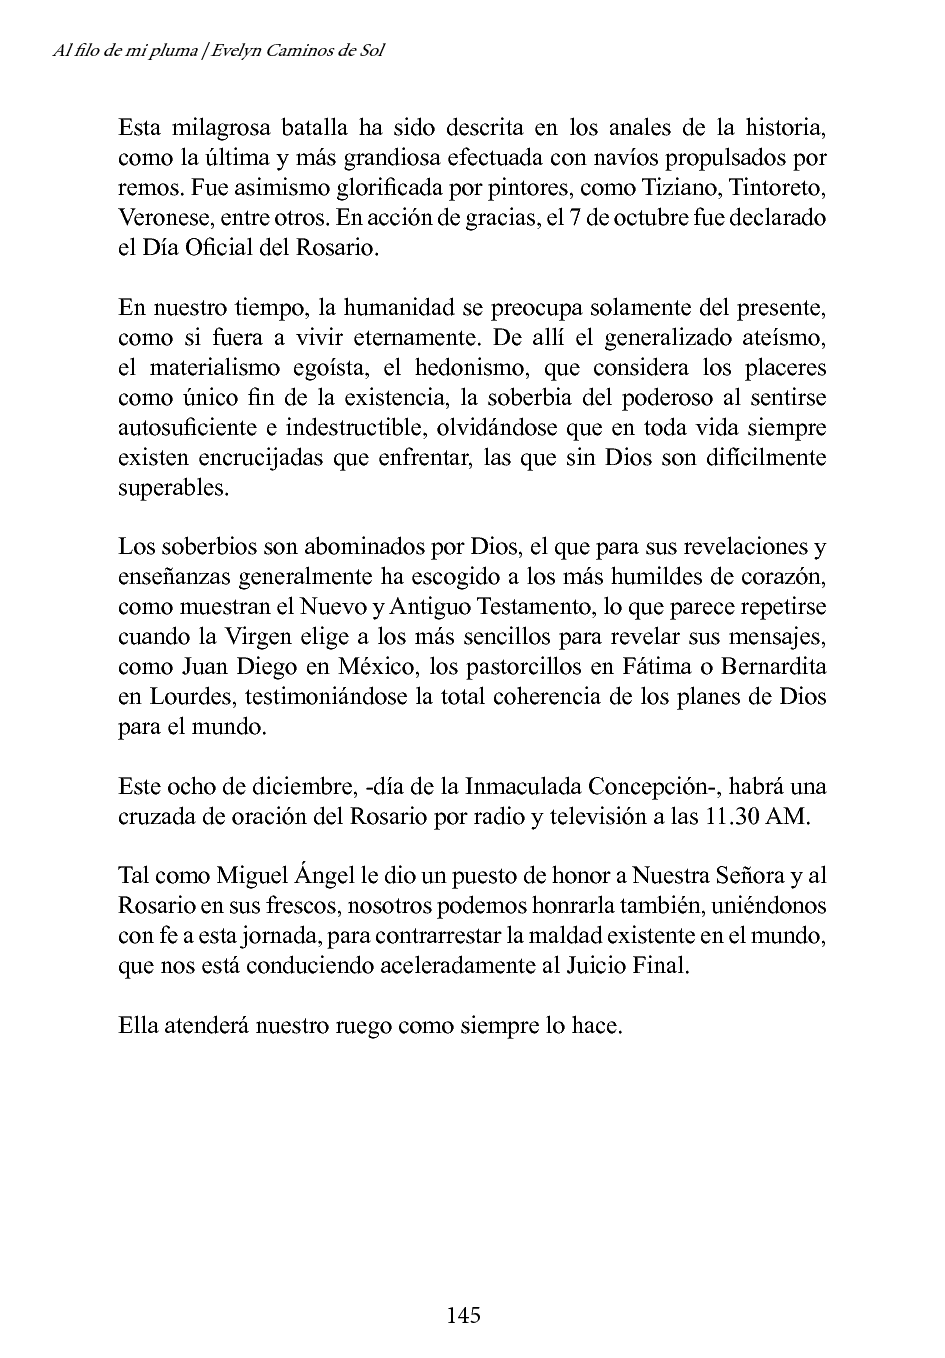 Al filo de mi pluma / Evelyn Caminos de Sol
Esta milagrosa batalla ha sido descrita en los anales de la historia,
como la última y más grandiosa efectuada con navíos propulsados por
remos. Fue asimismo glorificada por pintores, como Tiziano, Tintoreto,
Veronese, entre otros. En acción de gracias, el 7 de octubre fue declarado
el Día Oficial del Rosario.
En nuestro tiempo, la humanidad se preocupa solamente del presente,
como si fuera a vivir eternamente. De allí el generalizado ateísmo,
el materialismo egoísta, el hedonismo, que considera los placeres
como único fin de la existencia, la soberbia del poderoso al sentirse
autosuficiente e indestructible, olvidándose que en toda vida siempre
existen encrucijadas que enfrentar, las que sin Dios son difícilmente
superables.
Los soberbios son abominados por Dios, el que para sus revelaciones y
enseñanzas generalmente ha escogido a los más humildes de corazón,
como muestran el Nuevo y Antiguo Testamento, lo que parece repetirse
cuando la Virgen elige a los más sencillos para revelar sus mensajes,
como Juan Diego en México, los pastorcillos en Fátima o Bernardita
en Lourdes, testimoniándose la total coherencia de los planes de Dios
para el mundo.
Este ocho de diciembre, -día de la Inmaculada Concepción-, habrá una
cruzada de oración del Rosario por radio y televisión a las 11.30 AM.
Tal como Miguel Ángel le dio un puesto de honor a Nuestra Señora y al
Rosario en sus frescos, nosotros podemos honrarla también, uniéndonos
con fe a esta jornada, para contrarrestar la maldad existente en el mundo,
que nos está conduciendo aceleradamente al Juicio Final.
Ella atenderá nuestro ruego como siempre lo hace.
145